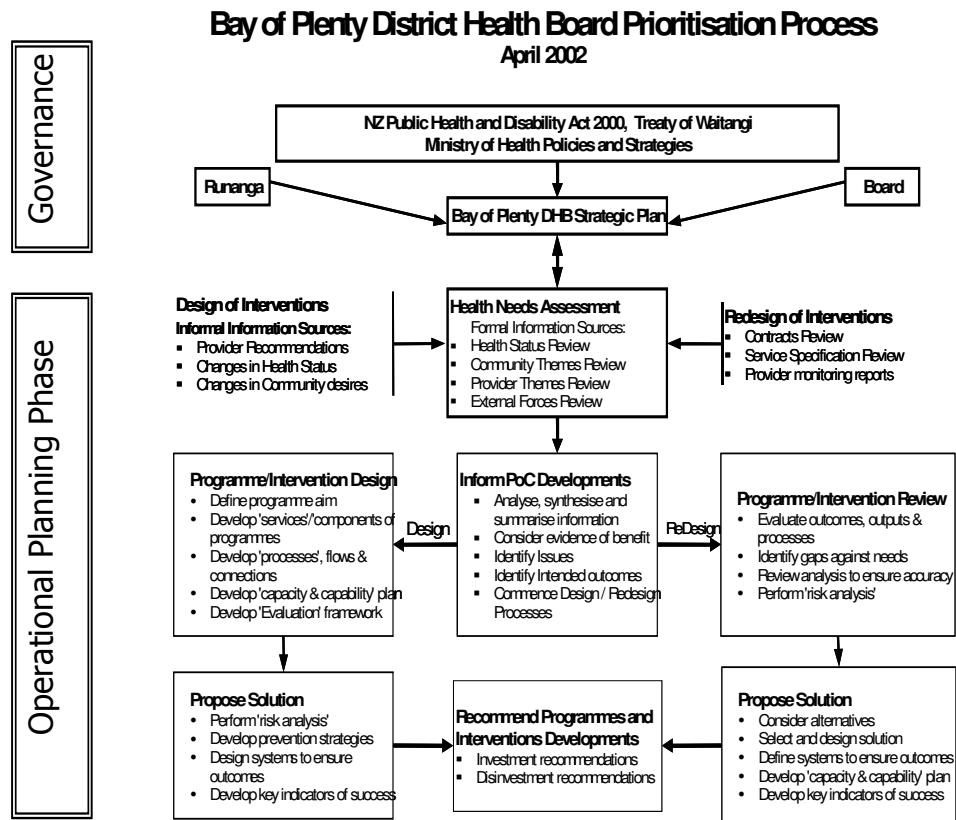 Bay of Plenty District Health Board Prioritisation Process
April 2002
Governance
NZ Public Health and Disability Act 2000, Treaty of Waitangi
Ministry of Health Policies and Strategies
Runanga
Board
Bay of Plenty DHB Strategic Plan
Operational Planning Phase
Design of Interventions
Informal Information Sources:
▪ Provider Recommendations
▪ Changes in Health Status
▪ Changes in Community desires
Health Needs Assessment
Formal Information Sources:
▪ Health Status Review
▪ Community Themes Review
▪ Provider Themes Review
▪ External Forces Review
Redesign of Interventions
▪ Contracts Review
▪ Service Specification Review
▪ Provider monitoring reports
Programme/Intervention Design
• Define programme aim
• Develop 'services'/'components of
programmes
• Develop 'processes', flows &
connections
• Develop 'capacity & capability' plan
• Develop 'Evaluation' framework
Design
Inform PoC Developments
▪ Analyse, synthesise and
summarise information
▪ Consider evidence of benefit
▪ Identify Issues
▪ Identify Intended outcomes
▪ Commence Design / Redesign
Processes
ReDesign
Programme/Intervention Review
• Evaluate outcomes, outputs &
processes
• Identify gaps against needs
• Review analysis to ensure accuracy
• Perform 'risk analysis'
Propose Solution
• Perform 'risk analysis'
• Develop prevention strategies
• Design systems to ensure
outcomes
• Develop key indicators of success
Recommend Programmes and
Interventions Developments
• Investment recommendations
• Disinvestment recommendations
Propose Solution
• Consider alternatives
• Select and design solution
• Define systems to ensure outcomes
• Develop 'capacity & capability' plan
• Develop key indicators of success